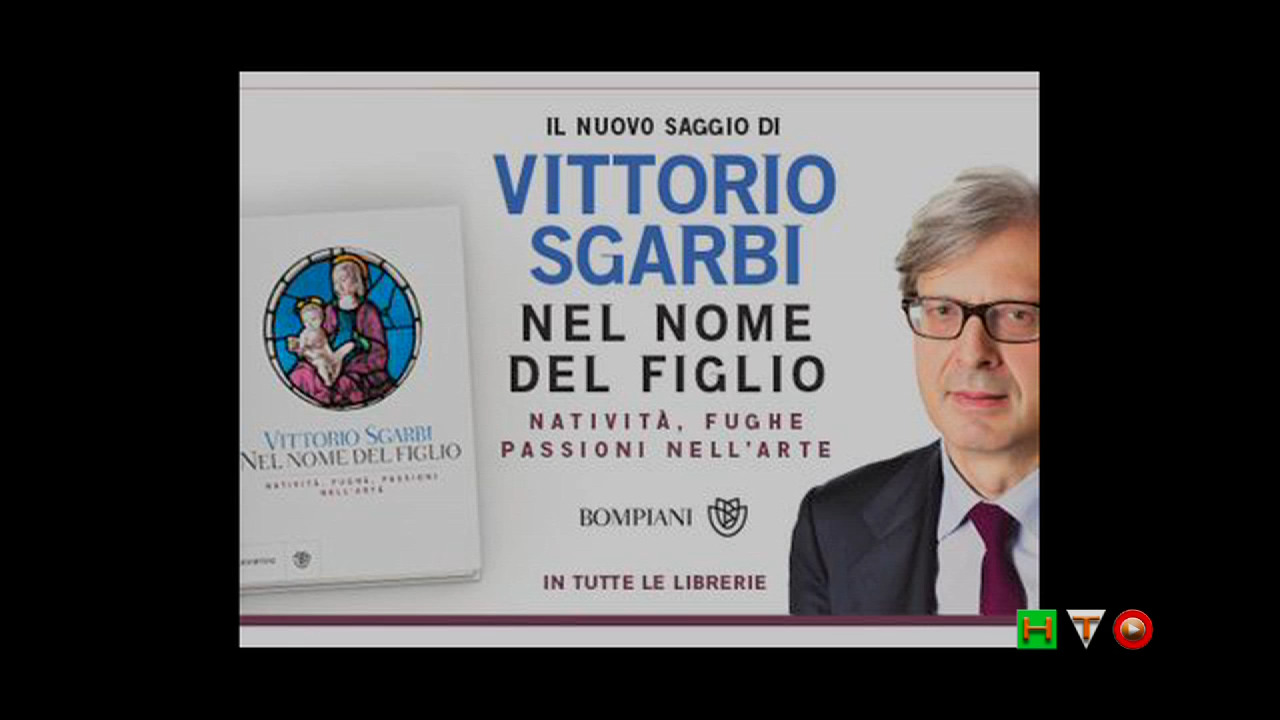 IL NUOVO SAGGIO DI
VITTORIO
SGARBI
NEL NOME
DEL FIGLIO
NATIVITÀ, FUGHE
PASSIONI NELL'ARTE
BOMPIANI
IN TUTTE LE LIBRERIE
VITTORIO SGARBI
NEL NOME DEL FIGLIO
NATIVITÀ, FUGHE, PASSIONI
NELL'ARTE
HTO